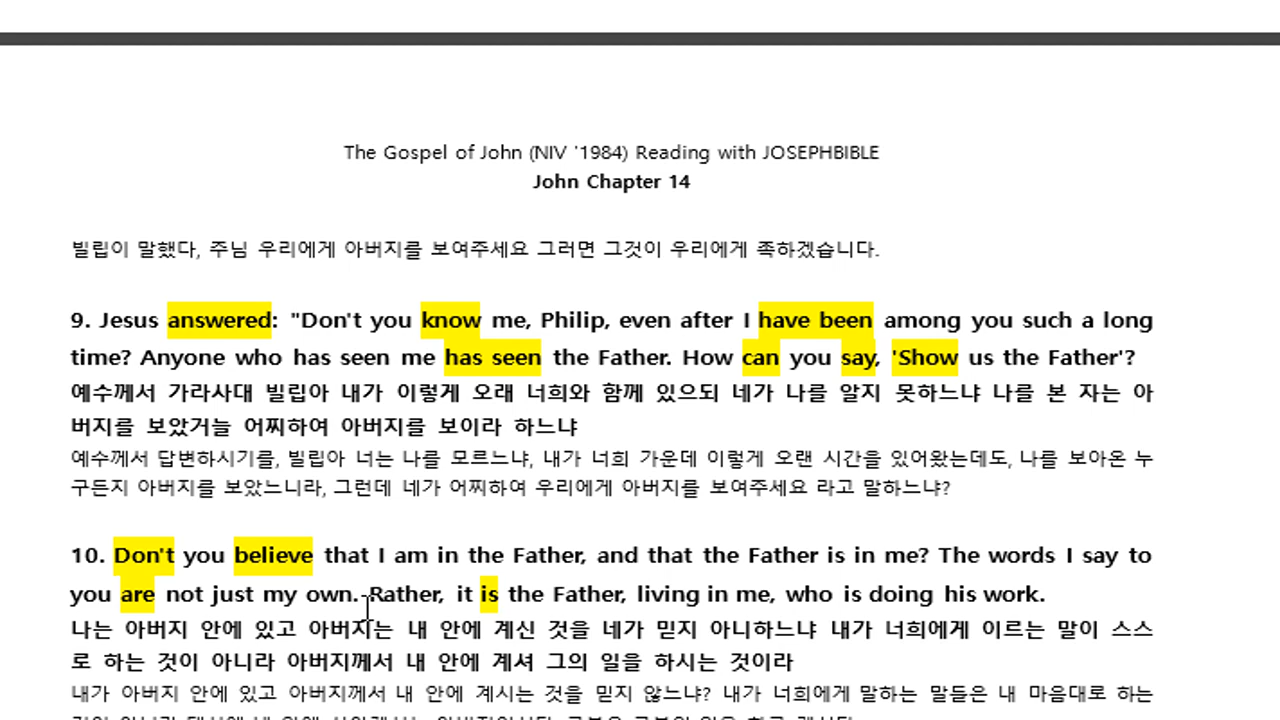 The Gospel of John (NIV '1984) Reading with JOSEPHBIBLE
John Chapter 14
빌립이 말했다, 주님 우리에게 아버지를 보여주세요 그러면 그것이 우리에게 족하겠습니다.
9. Jesus answered: "Don't you know me, Philip, even after I have been among you such a long
time? Anyone who has seen me has seen the Father. How can you say, 'Show us the Father'?
예수께서 가라사대 빌립아 내가 이렇게 오래 너희와 함께 있으되 네가 나를 알지 못하느냐 나를 본 자는 아
버지를 보았거늘 어찌하여 아버지를 보이라 하느냐
예수께서 답변하시기를, 빌립아 너는 나를 모르느냐, 내가 너희 가운데 이렇게 오랜 시간을 있어왔는데도, 나를 보아온 누
구든지 아버지를 보았느니라, 그런데 네가 어찌하여 우리에게 아버지를 보여주세요 라고 말하느냐?
10. Don't you believe that I am in the Father, and that the Father is in me? The words I say to
you are not just my own. Rather, it is the Father, living in me, who is doing his work.
나는 아버지 안에 있고 아버지는 내 안에 계신 것을 네가 믿지 아니하느냐 내가 너희에게 이르는 말이 스스
로 하는 것이 아니라 아버지께서 내 안에 계셔 그의 일을 하시는 것이라
내가 아버지 안에 있고 아버지께서 내 안에 계시는 것을 믿지 않느냐? 내가 너희에게 말하는 말들은 내 마음대로 하는